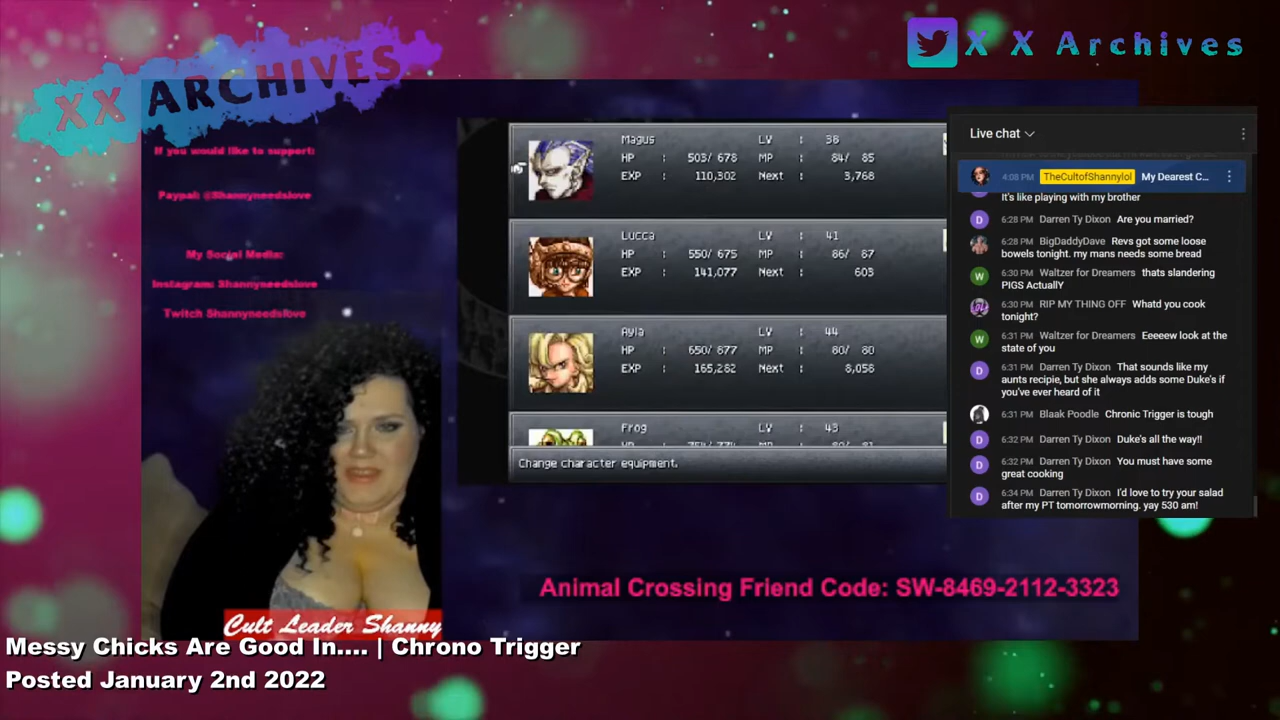 XX ARCHIVES
X X Archives
If you would like to support:
Paypal: @Shannyneedslove
My Social Media:
Instagram: Shannyneedslove
Twitch Shannyneedslove
Magus LV : 38
HP : 503/ 678 MP : 84/ 85
EXP 110,302 Next 3,768
Lucca LV : 41
HP : 550/ 675 MP : 86/ 87
EXP 141,077 Next 603
Ayla LV : 44
HP : 650/ 877 MP : 80/ 80
EXP 165,282 Next 8,058
Frog LV : 43
Change character equipment.
Live chat
4:08 PM TheCultofShannylol My Dearest C...
It's like playing with my brother
D 6:28 PM Darren Ty Dixon Are you married?
6:28 PM BigDaddyDave Revs got some loose
bowels tonight. my mans needs some bread
W 6:30 PM Waltzer for Dreamers thats slandering
PIGS ActuallY
6:30 PM RIP MY THING OFF Whatd you cook
tonight?
W 6:31 PM Waltzer for Dreamers Eeeeew look at the
state of you
D 6:31 PM Darren Ty Dixon That sounds like my
aunts recipie, but she always adds some Duke's if
you've ever heard of it
6:31 PM Blaak Poodle Chronic Trigger is tough
D 6:32 PM Darren Ty Dixon Duke's all the way!!
D 6:32 PM Darren Ty Dixon You must have some
great cooking
D 6:34 PM Darren Ty Dixon I'd love to try your salad
after my PT tomorrowmorning. yay 530 am!
Animal Crossing Friend Code: SW-8469-2112-3323
Cult Leader Shanny
Messy Chicks Are Good In.... | Chrono Trigger
Posted January 2nd 2022